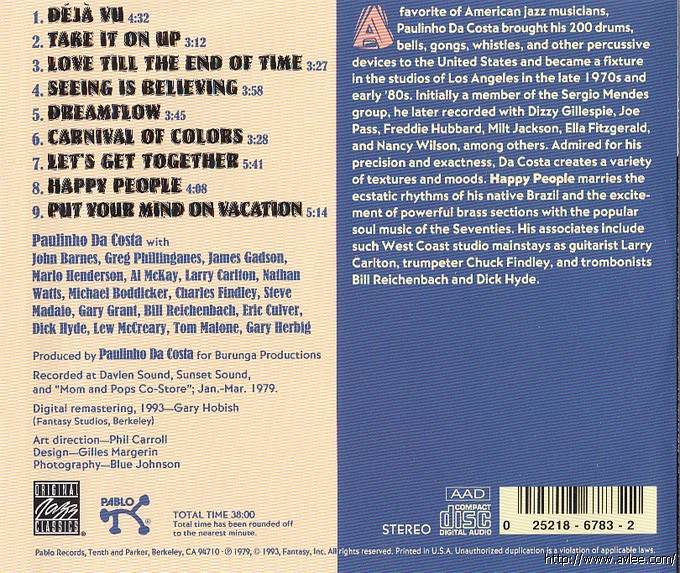 1. DÉJÀ VU 4:32
2. TAKE IT ON UP 3:12
3. LOVE TILL THE END OF TIME 3:27
4. SEEING IS BELIEVING 3:58
5. DREAMFLOW 3:45
6. CARNIVAL OF COLORS 3:28
7. LET'S GET TOGETHER 5:41
8. HAPPY PEOPLE 4:08
9. PUT YOUR MIND ON VACATION 5:14
Paulinho Da Costa with
John Barnes, Greg Phillinganes, James Gadson,
Marlo Henderson, Al McKay, Larry Carlton, Nathan
Watts, Michael Boddicker, Charles Findley, Steve
Madaio, Gary Grant, Bill Reichenbach, Eric Culver,
Dick Hyde, Lew McCreary, Tom Malone, Gary Herbig
Produced by Paulinho Da Costa for Burunga Productions
Recorded at Davlen Sound, Sunset Sound,
and "Mom and Pops Co-Store"; Jan.-Mar. 1979.
Digital remastering, 1993—Gary Hobish
(Fantasy Studios, Berkeley)
Art direction—Phil Carroll
Design—Gilles Margerin
Photography—Blue Johnson
ORIGINAL
Jazz
CLASSICS
®
PABLO
®
TOTAL TIME 38:00
Total time has been rounded off
to the nearest minute.
A favorite of American jazz musicians,
Paulinho Da Costa brought his 200 drums,
bells, gongs, whistles, and other percussive
devices to the United States and became a fixture
in the studios of Los Angeles in the late 1970s and
early '80s. Initially a member of the Sergio Mendes
group, he later recorded with Dizzy Gillespie, Joe
Pass, Freddie Hubbard, Milt Jackson, Ella Fitzgerald,
and Nancy Wilson, among others. Admired for his
precision and exactness, Da Costa creates a variety
of textures and moods. Happy People marries the
ecstatic rhythms of his native Brazil and the excite-
ment of powerful brass sections with the popular
soul music of the Seventies. His associates include
such West Coast studio mainstays as guitarist Larry
Carlton, trumpeter Chuck Findley, and trombonists
Bill Reichenbach and Dick Hyde.
STEREO
AAD
COMPACT
disc
DIGITAL AUDIO
0 25218-6783-2
Pablo Records, Tenth and Parker, Berkeley, CA 94710 · ℗ 1979, © 1993, Fantasy, Inc. All rights reserved. Printed in U.S.A. Unauthorized duplication is a violation of applicable laws.
http://www.avlee.com/